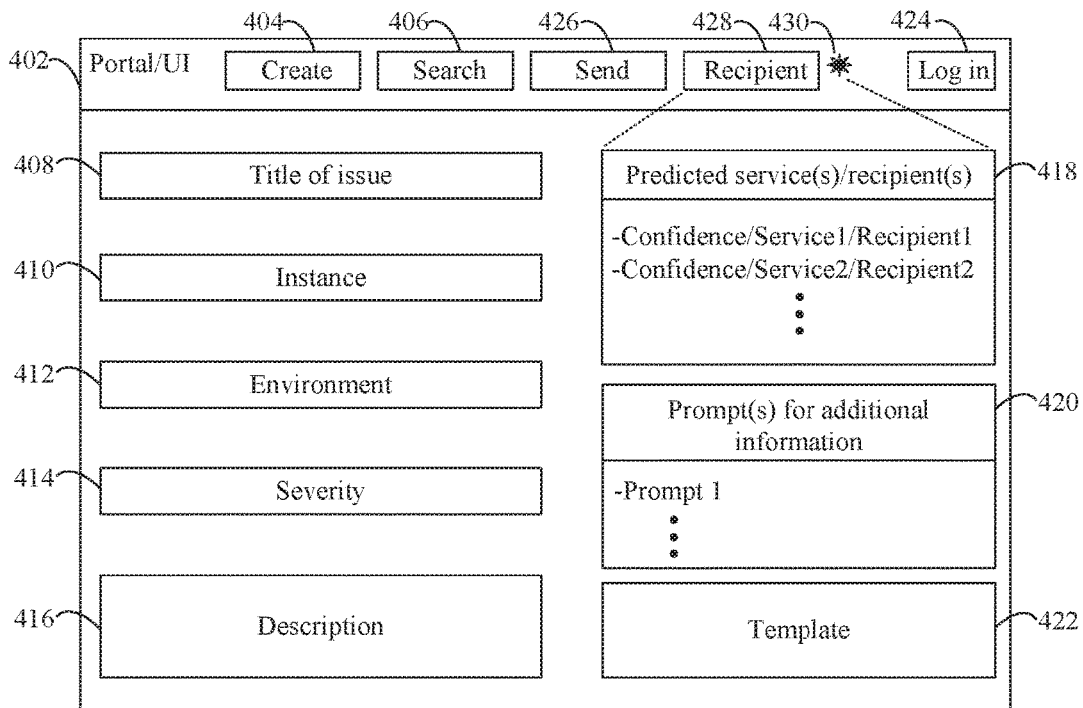 404
406
426
428
430
424
402
Portal/UI
Create
Search
Send
Recipient
Log in
408
Title of issue
Predicted service(s)/recipient(s)
418
-Confidence/Service1/Recipient1
410
Instance
-Confidence/Service2/Recipient2
412
Environment
Prompt(s) for additional
information
420
414
Severity
-Prompt 1
416
Description
Template
422